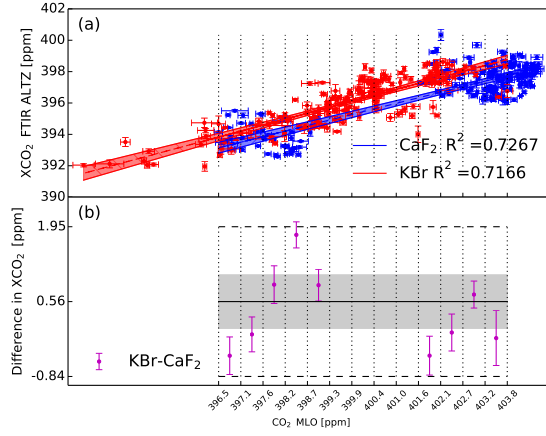 402
400
398
396
394
392
390
XCO₂ FTIR ALTZ [ppm]
(a)
CaF₂ R² =0.7267
KBr R² =0.7166
(b)
1.95
0.56
-0.84
Difference in XCO₂ [ppm]
KBr-CaF₂
396.5 397.1 397.6 398.2 398.7 399.3 399.9 400.4 401.0 401.6 402.1 402.7 403.2 403.8
CO₂ MLO [ppm]